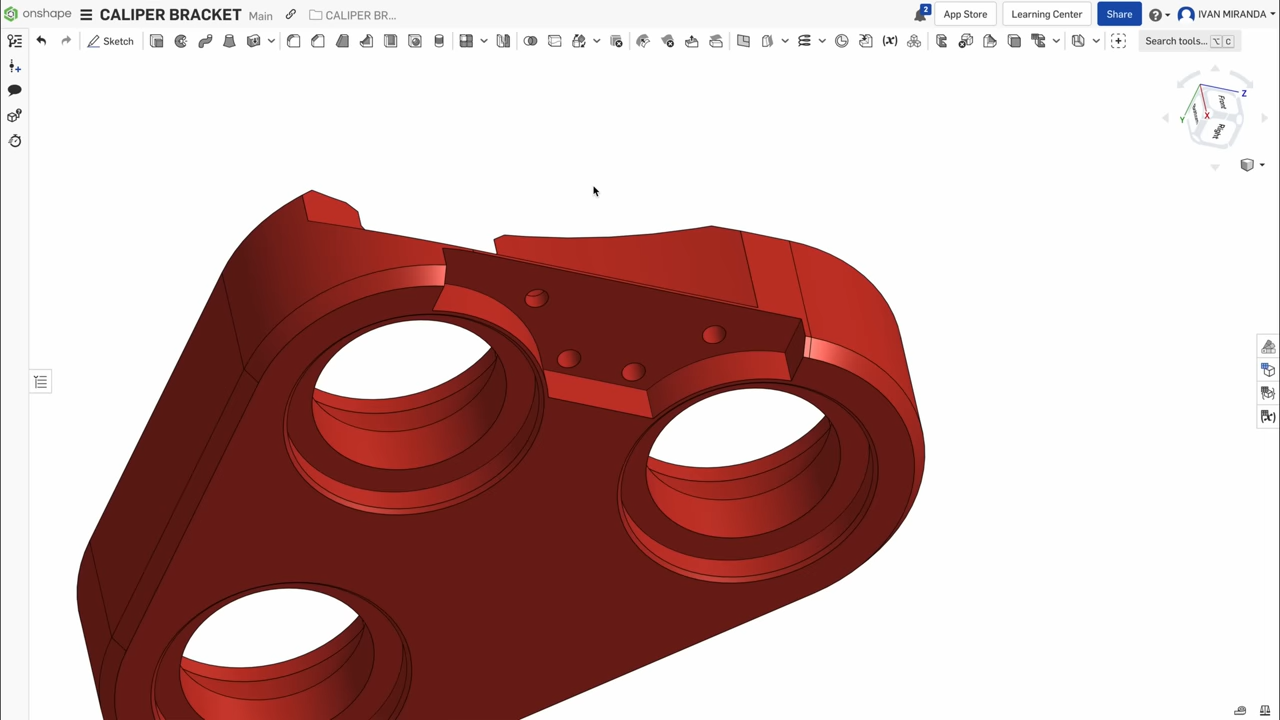 onshape CALIPER BRACKET Main CALIPER BR... 2 App Store Learning Center Share IVAN MIRANDA
Sketch (x) Search tools... ⌥ C
Z
Front
Y
X
Right
(x)